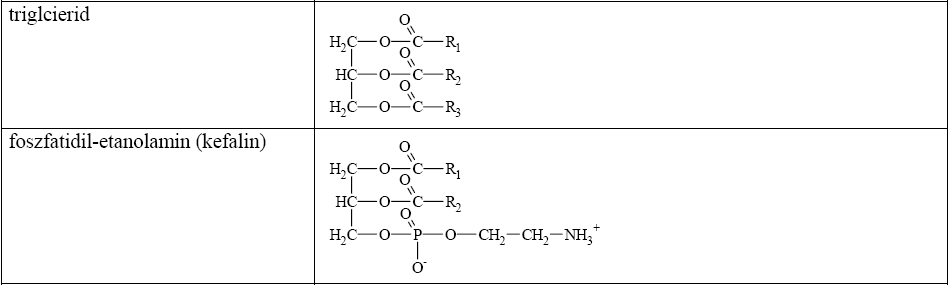 triglcierid
O
H₂C—O—C—R₁
O
HC—O—C—R₂
O
H₂C—O—C—R₃
foszfatidil-etanolamin (kefalin)
O
H₂C—O—C—R₁
O
HC—O—C—R₂
O
H₂C—O—P—O—CH₂—CH₂—NH₃⁺
O⁻